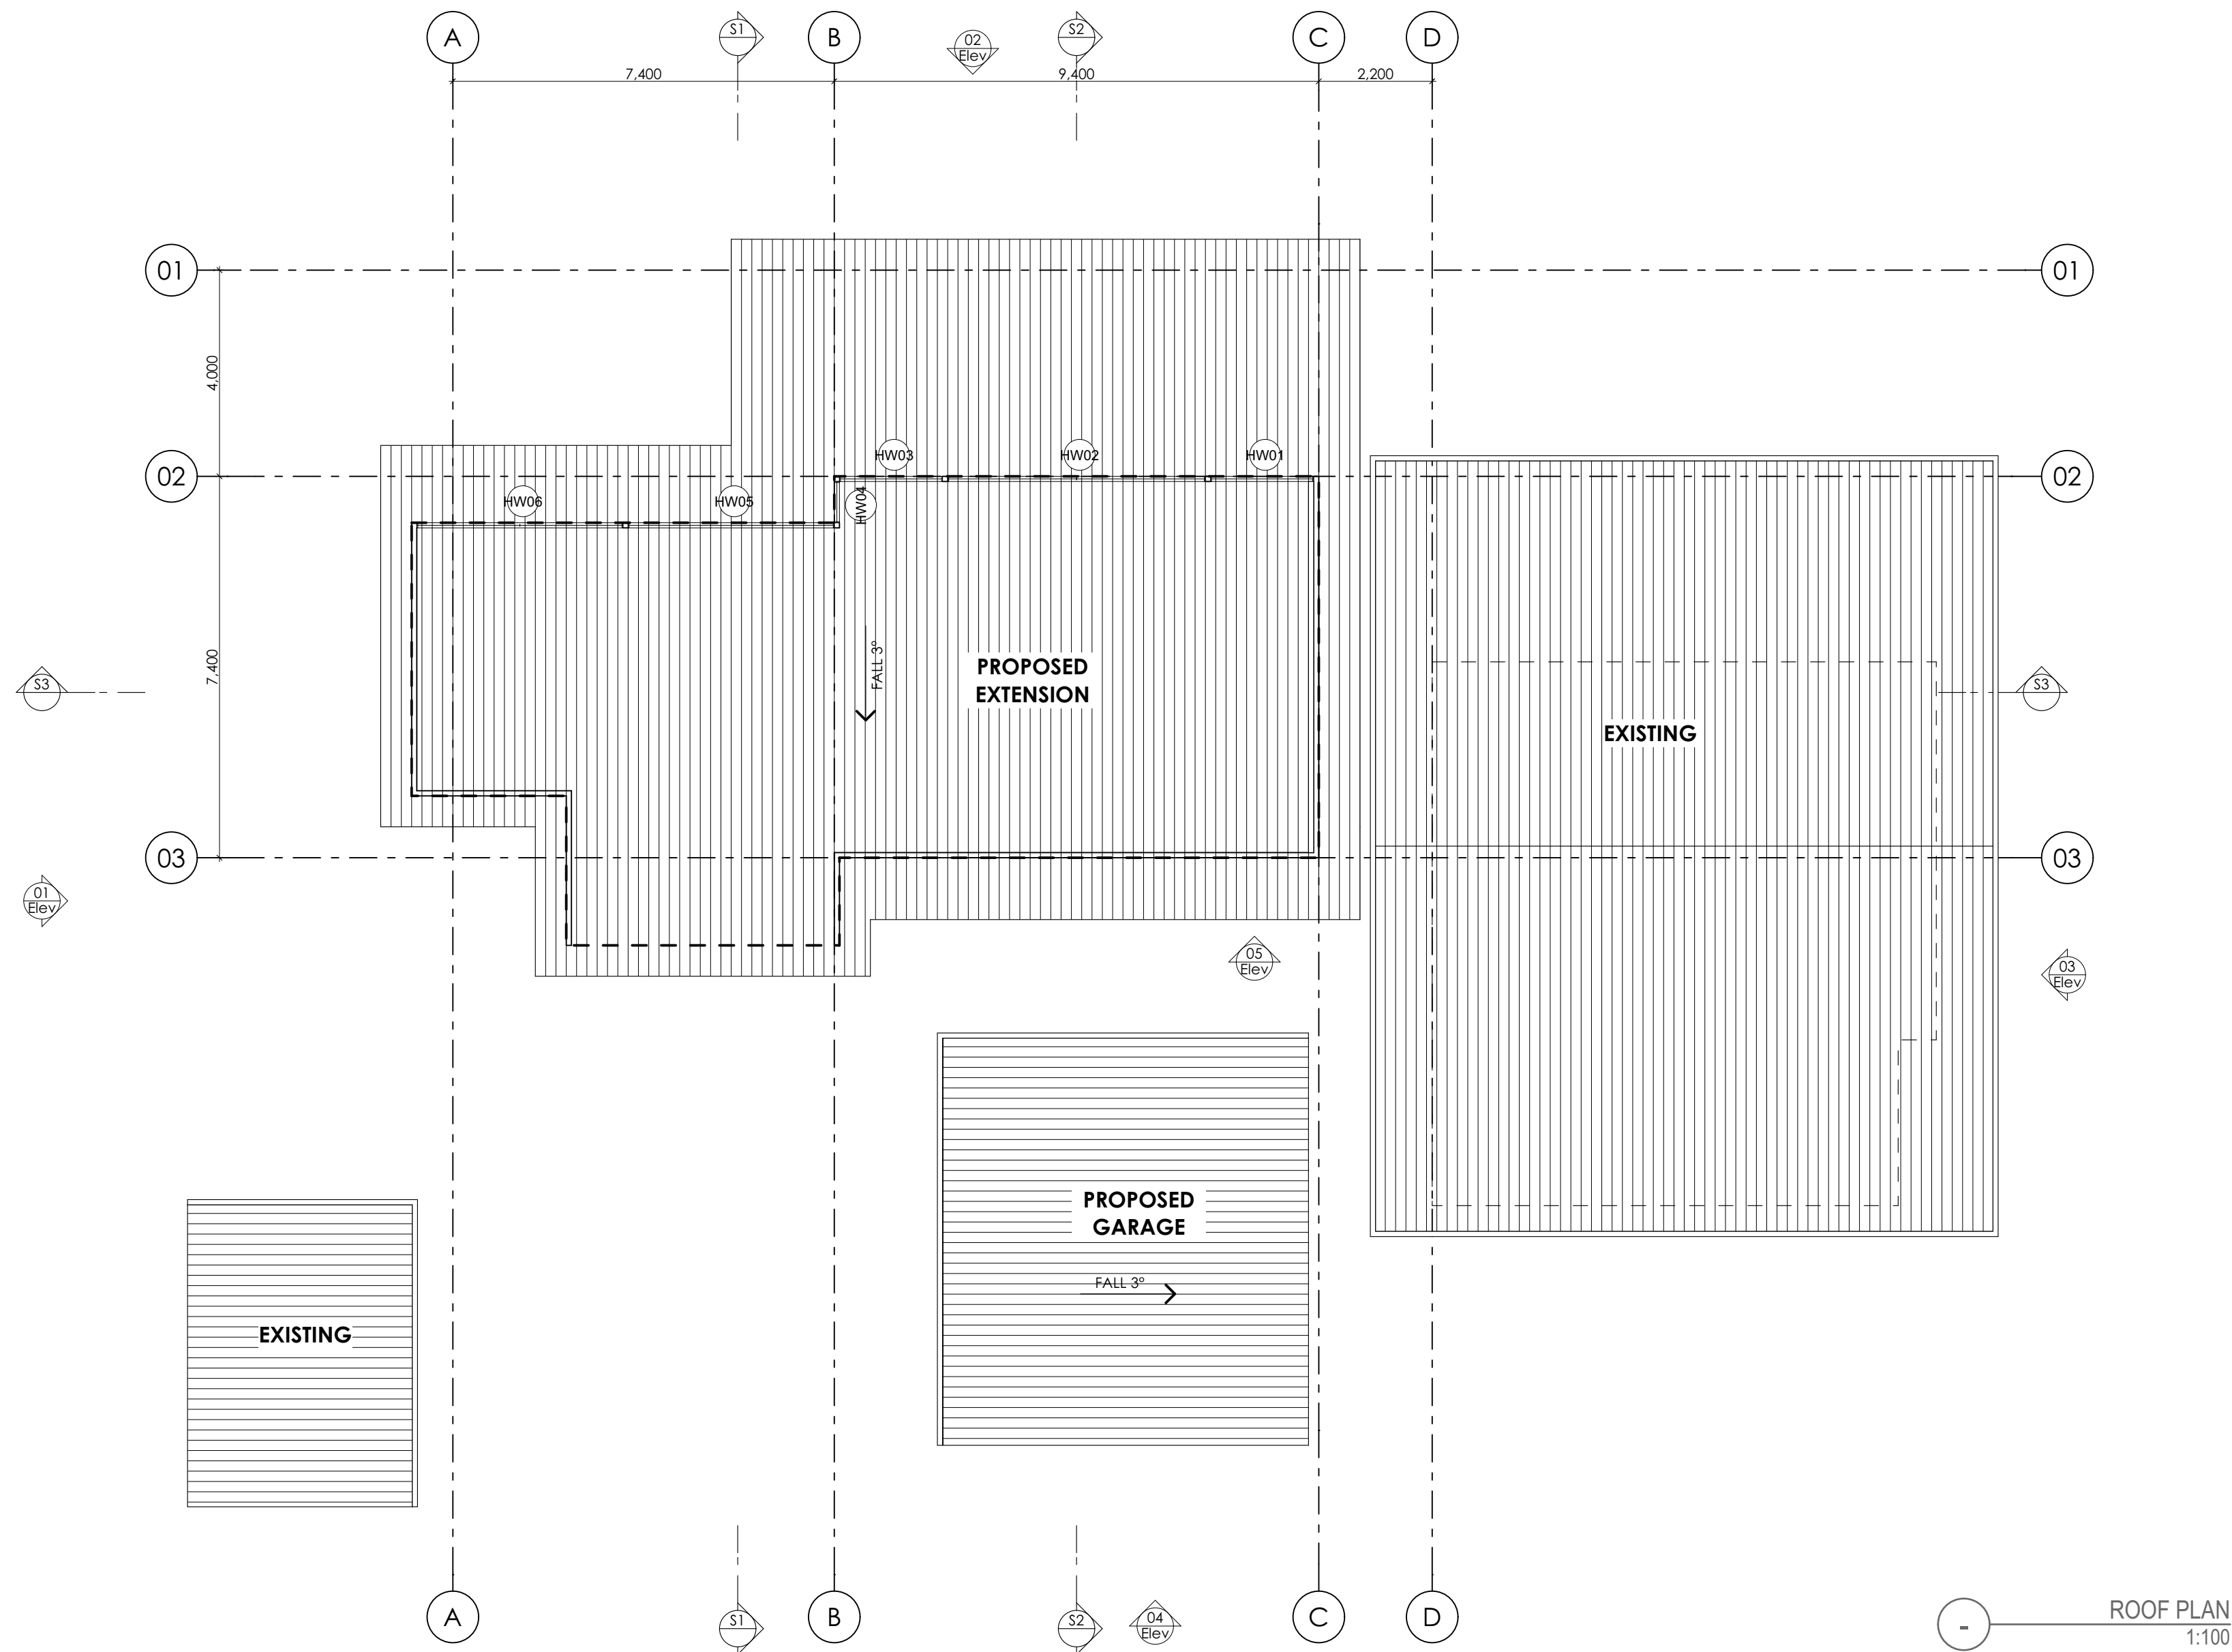 A
S1
B
02
Elev
S2
C
D
7,400
9,400
2,200
01
01
4,000
HW03
HW02
HW01
02
02
HW06
HW05
HW04
FALL 3°
7,400
PROPOSED
EXTENSION
S3
S3
EXISTING
03
03
01
Elev
05
Elev
03
Elev
PROPOSED
GARAGE
FALL 3°
EXISTING
A
S1
B
S2
04
Elev
C
D
-
ROOF PLAN
1:100